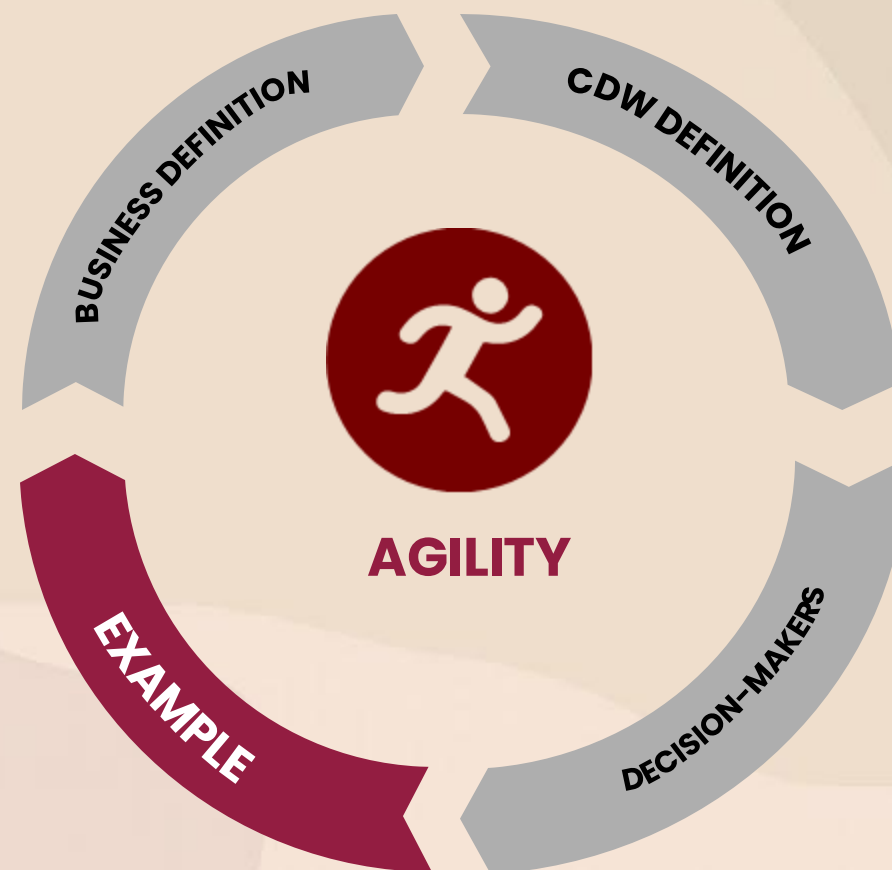 BUSINESS DEFINITION
CDW DEFINITION
AGILITY
EXAMPLE
DECISION-MAKERS